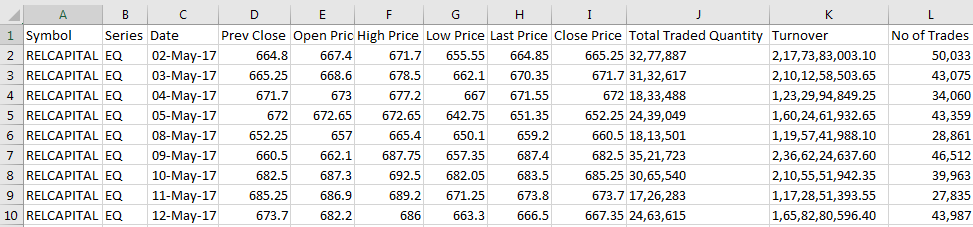 A B C D E F G H I J K L
1 Symbol Series Date Prev Close Open Pric High Price Low Price Last Price Close Price Total Traded Quantity Turnover No of Trades
2 RELCAPITAL EQ 02-May-17 664.8 667.4 671.7 655.55 664.85 665.25 32,77,887 2,17,73,83,003.10 50,033
3 RELCAPITAL EQ 03-May-17 665.25 668.6 678.5 662.1 670.35 671.7 31,32,617 2,10,12,58,503.65 43,075
4 RELCAPITAL EQ 04-May-17 671.7 673 677.2 667 671.55 672 18,33,488 1,23,29,94,849.25 34,060
5 RELCAPITAL EQ 05-May-17 672 672.65 672.65 642.75 651.35 652.25 24,39,049 1,60,24,61,932.65 43,359
6 RELCAPITAL EQ 08-May-17 652.25 657 665.4 650.1 659.2 660.5 18,13,501 1,19,57,41,988.10 28,861
7 RELCAPITAL EQ 09-May-17 660.5 662.1 687.75 657.35 687.4 682.5 35,21,723 2,36,62,24,637.60 46,512
8 RELCAPITAL EQ 10-May-17 682.5 687.3 692.5 682.05 683.5 685.25 30,65,540 2,10,55,51,942.35 39,963
9 RELCAPITAL EQ 11-May-17 685.25 686.9 689.2 671.25 673.8 673.7 17,26,283 1,17,28,51,393.55 27,835
10 RELCAPITAL EQ 12-May-17 673.7 682.2 686 663.3 666.5 667.35 24,63,615 1,65,82,80,596.40 43,987